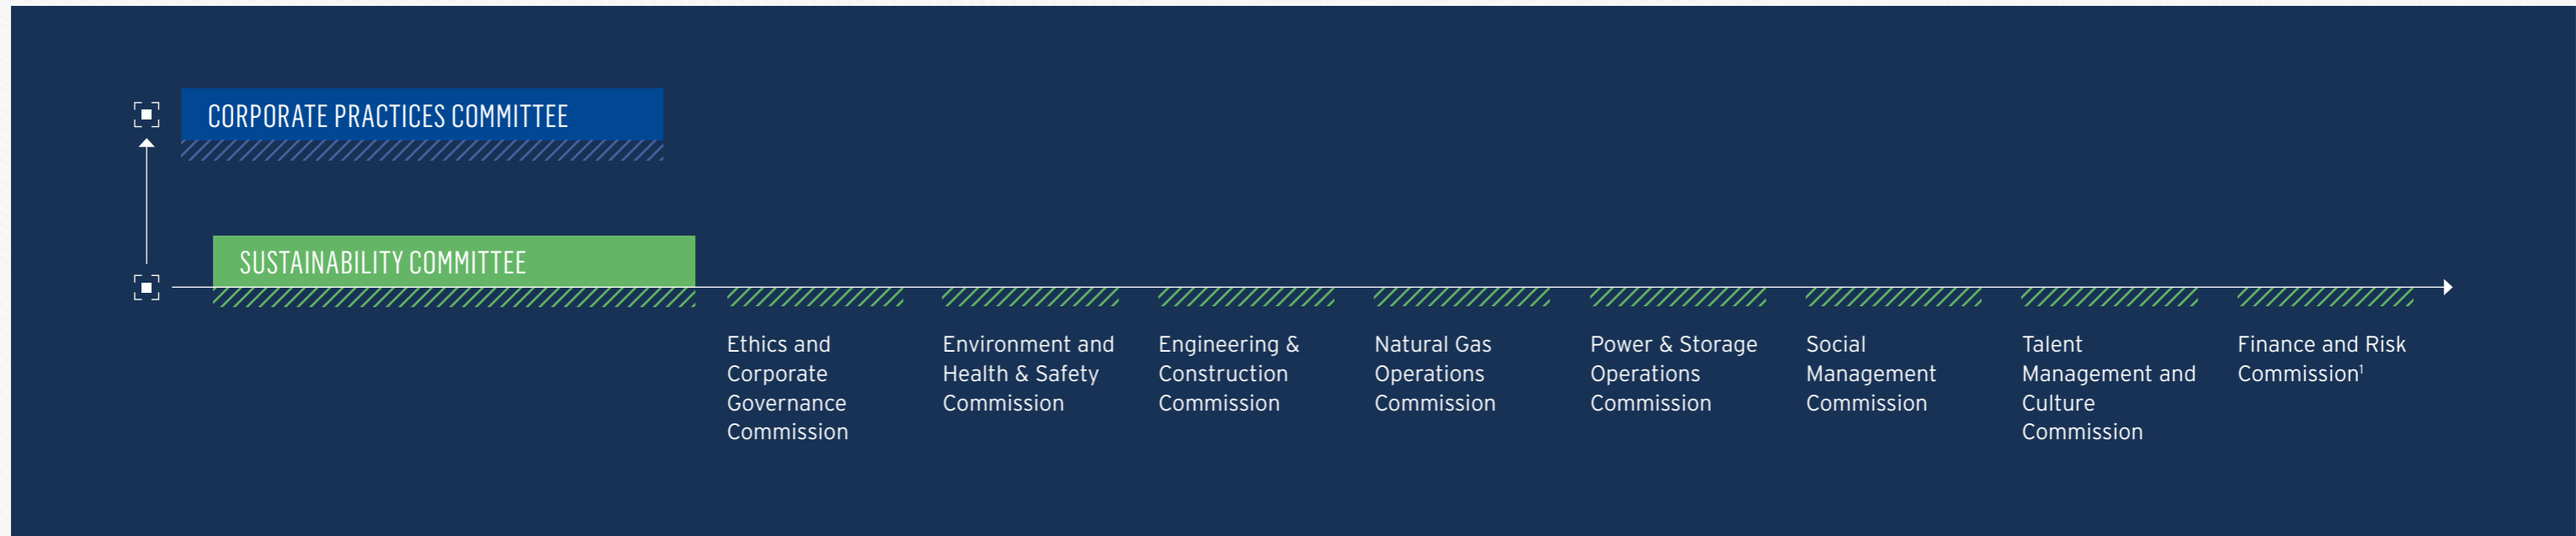 CORPORATE PRACTICES COMMITTEE
SUSTAINABILITY COMMITTEE
Ethics and
Corporate
Governance
Commission
Environment and
Health & Safety
Commission
Engineering &
Construction
Commission
Natural Gas
Operations
Commission
Power & Storage
Operations
Commission
Social
Management
Commission
Talent
Management and
Culture
Commission
Finance and Risk
Commission¹